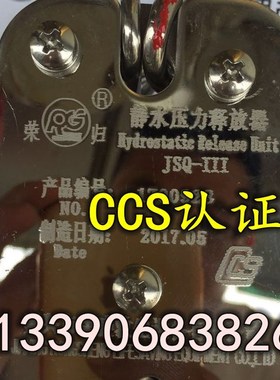 荣归®
静水压力释放器
Hydrostatic Release Unit
JSQ-III
产品编号:
NO.
CCS认证
制造日期: 2017.05
Date
13390683826